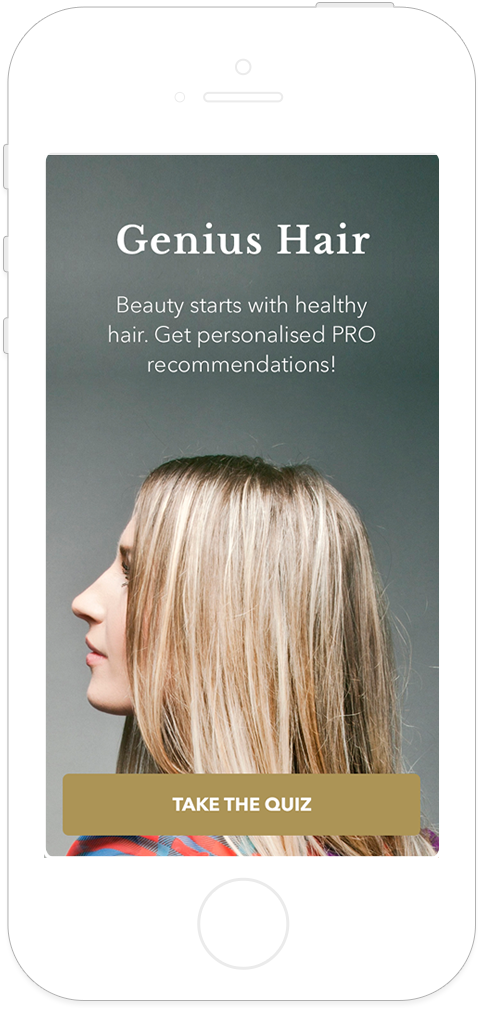 Genius Hair
Beauty starts with healthy
hair. Get personalised PRO
recommendations!
TAKE THE QUIZ